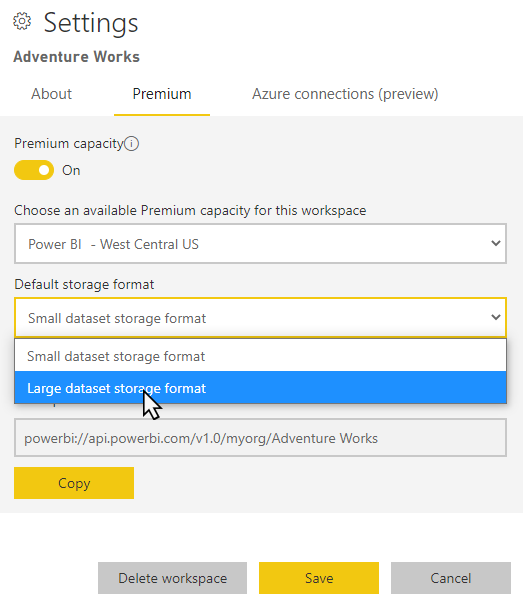 Settings
Adventure Works
About Premium Azure connections (preview)
Premium capacity
On
Choose an available Premium capacity for this workspace
Power BI - West Central US
Default storage format
Small dataset storage format
Small dataset storage format
Large dataset storage format
powerbi://api.powerbi.com/v1.0/myorg/Adventure Works
Copy
Delete workspace Save Cancel